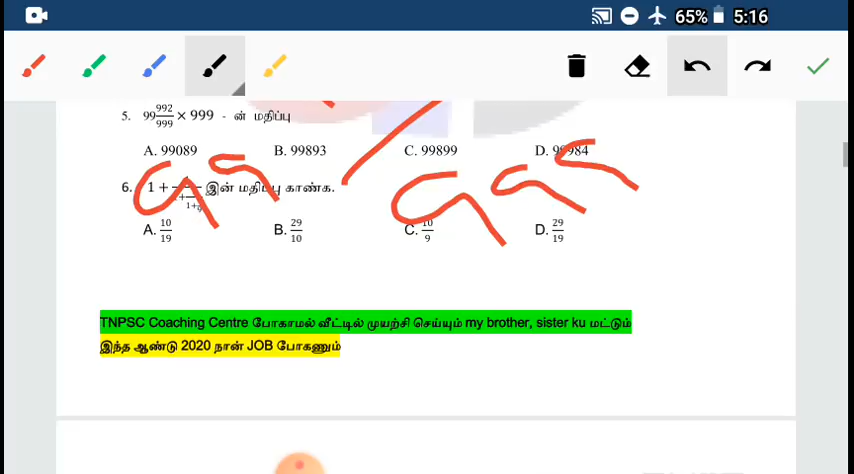 65% 5:16
5. 99 992/999 × 999 - ன் மதிப்பு
A. 99089 B. 99893 C. 99899 D.
6. 1 + இன் மதிப்பு காண்க.
A. 10/19 B. 29/10 C. 10/9 D. 29/19
TNPSC Coaching Centre போகாமல் வீட்டில் முயற்சி செய்யும் my brother, sister ku மட்டும்
இந்த ஆண்டு 2020 நான் JOB போகணும்